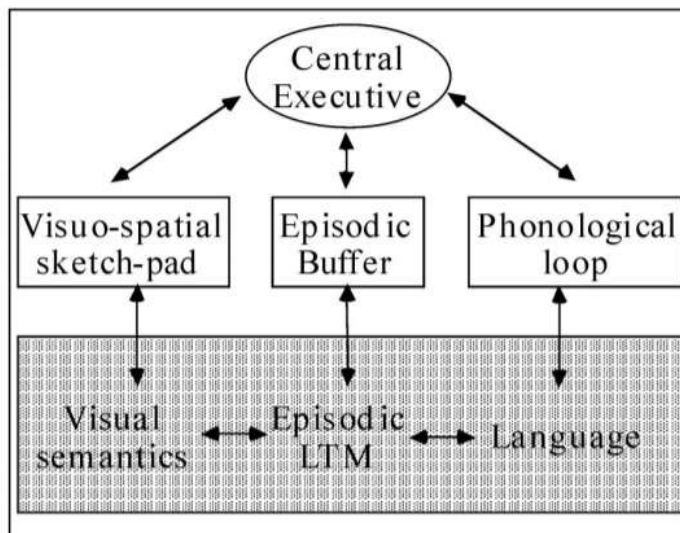 Central
Executive
Visuo-spatial
sketch-pad
Episodic
Buffer
Phonological
loop
Visual
semantics
Episodic
LTM
Language